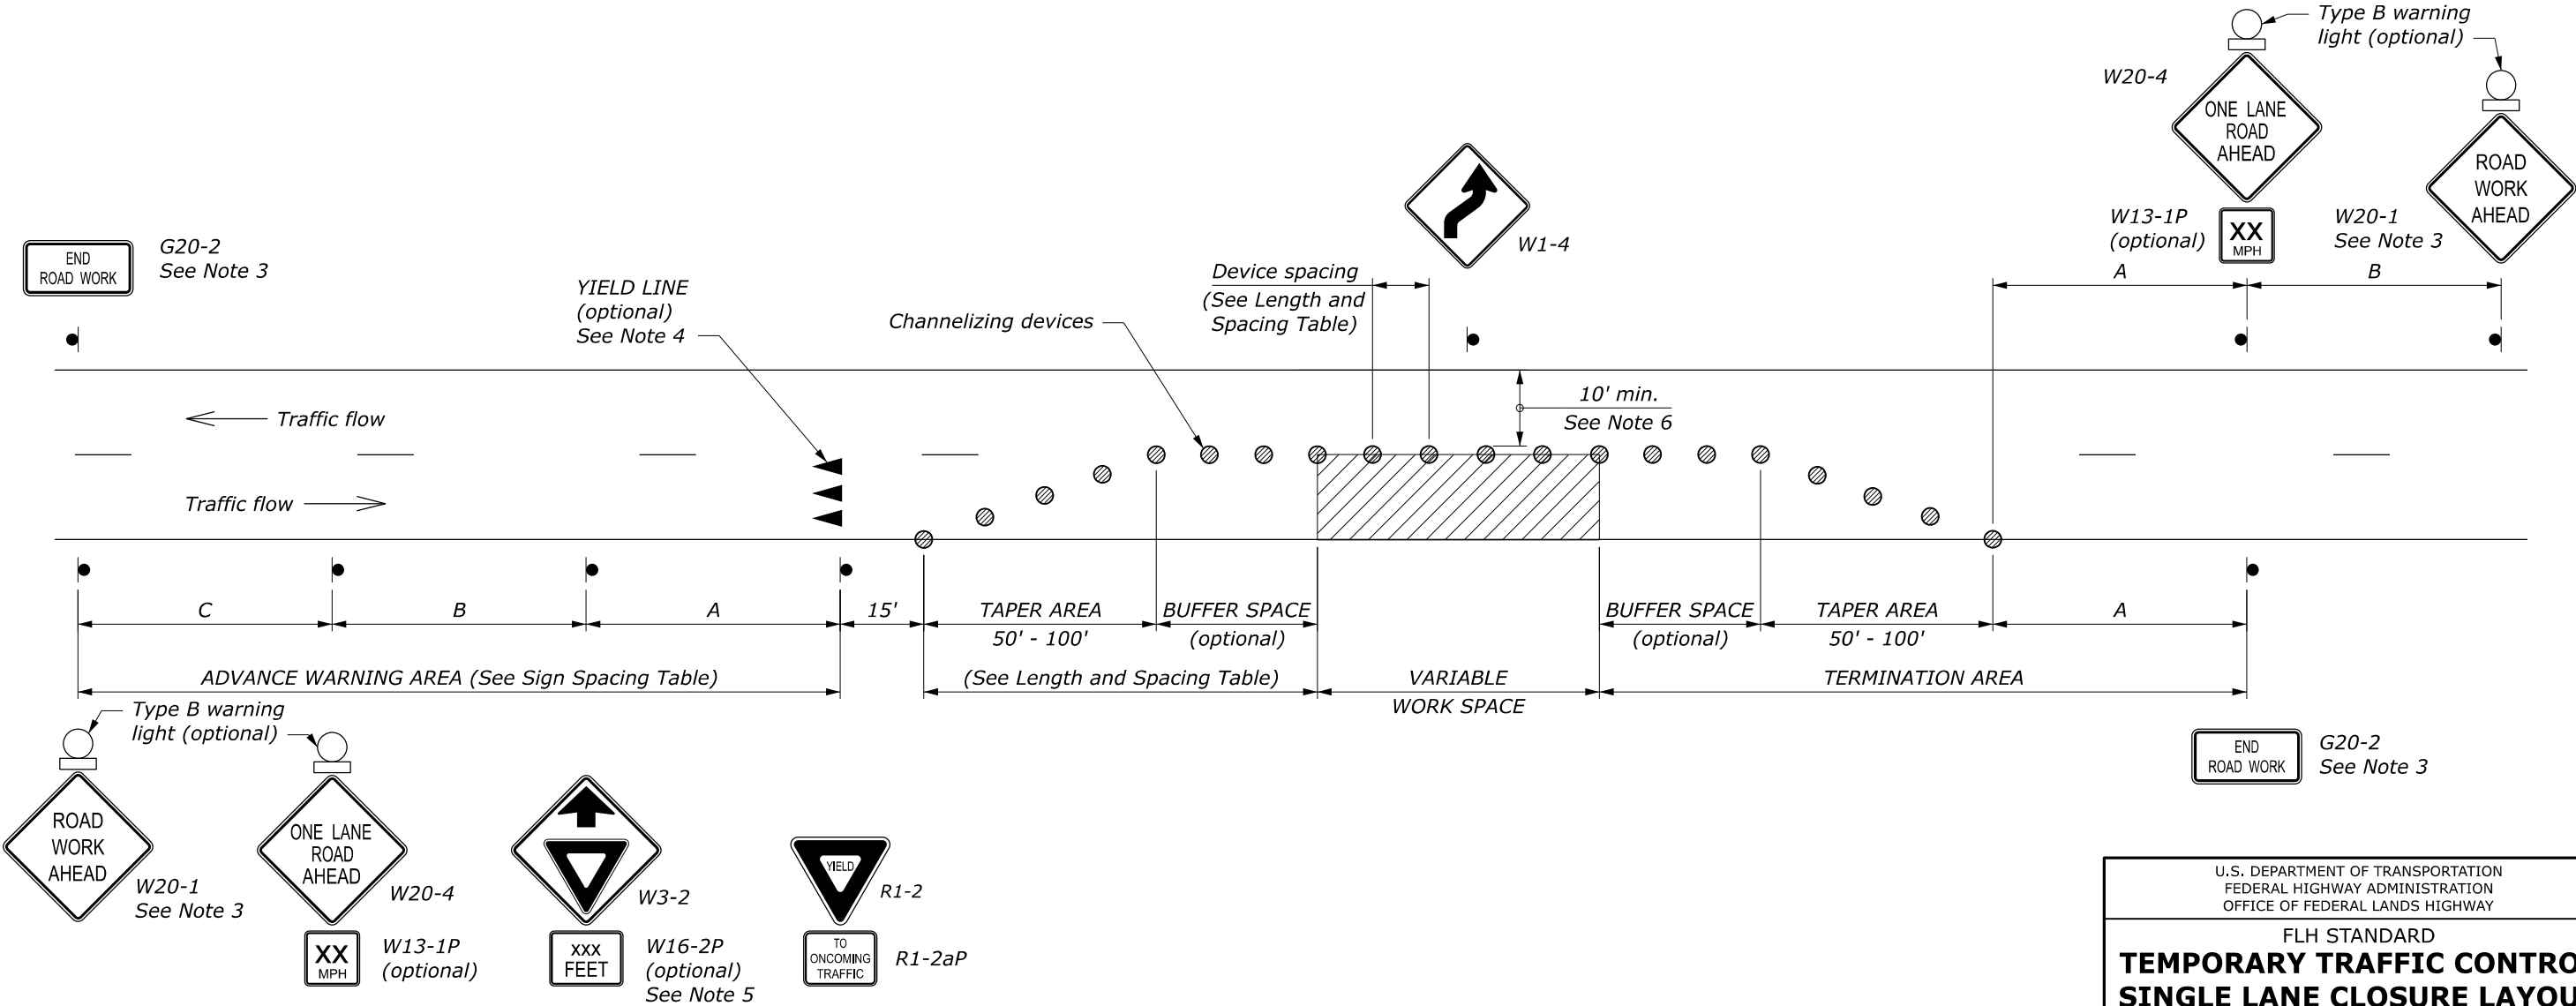 Type B warning
light (optional)
W20-4
ONE LANE
ROAD
AHEAD
ROAD
WORK
AHEAD
W13-1P
(optional)
XX
MPH
W20-1
See Note 3
A
B
W1-4
END
ROAD WORK
G20-2
See Note 3
YIELD LINE
(optional)
See Note 4
Channelizing devices
Device spacing
(See Length and
Spacing Table)
10' min.
See Note 6
Traffic flow
Traffic flow
C
B
A
15'
TAPER AREA
50' - 100'
BUFFER SPACE
(optional)
BUFFER SPACE
(optional)
TAPER AREA
50' - 100'
A
ADVANCE WARNING AREA (See Sign Spacing Table)
(See Length and Spacing Table)
VARIABLE
WORK SPACE
TERMINATION AREA
Type B warning
light (optional)
ROAD
WORK
AHEAD
W20-1
See Note 3
ONE LANE
ROAD
AHEAD
W20-4
XX
MPH
W13-1P
(optional)
W3-2
XXX
FEET
W16-2P
(optional)
See Note 5
YIELD
R1-2
TO
ONCOMING
TRAFFIC
R1-2aP
END
ROAD WORK
G20-2
See Note 3
U.S. DEPARTMENT OF TRANSPORTATION
FEDERAL HIGHWAY ADMINISTRATION
OFFICE OF FEDERAL LANDS HIGHWAY
FLH STANDARD
TEMPORARY TRAFFIC CONTRO
SINGLE LANE CLOSURE LAYOU